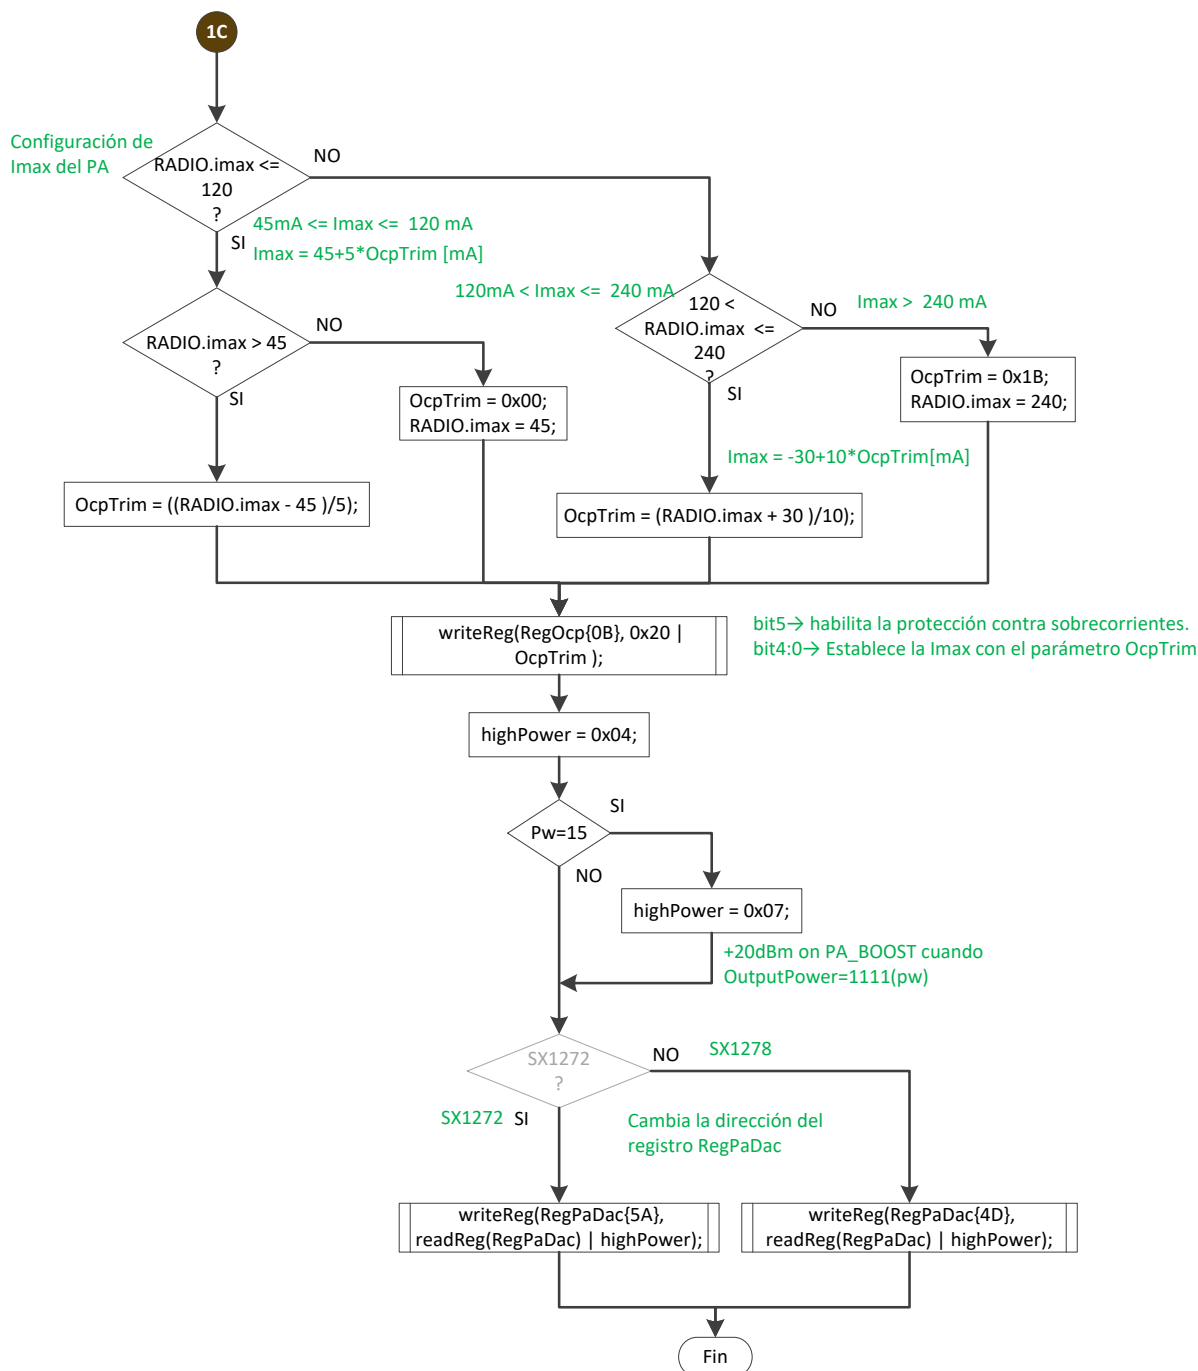 1C
Configuración de
Imax del PA
RADIO.imax <=
120
?
NO
SI
45mA <= Imax <=  120 mA
Imax = 45+5*OcpTrim [mA]
120mA < Imax <=  240 mA
120 <
RADIO.imax  <=
240
?
NO
Imax >  240 mA
SI
RADIO.imax > 45
?
NO
SI
OcpTrim = 0x00;
RADIO.imax = 45;
OcpTrim = 0x1B;
RADIO.imax = 240;
Imax = -30+10*OcpTrim[mA]
OcpTrim = ((RADIO.imax - 45 )/5);
OcpTrim = (RADIO.imax + 30 )/10);
writeReg(RegOcp{0B}, 0x20 |
OcpTrim );
bit5→ habilita la protección contra sobrecorrientes.
bit4:0→ Establece la Imax con el parámetro OcpTrim
highPower = 0x04;
Pw=15
SI
NO
highPower = 0x07;
+20dBm on PA_BOOST cuando
OutputPower=1111(pw)
SX1272
?
NO
SX1278
SX1272
SI
Cambia la dirección del
registro RegPaDac
writeReg(RegPaDac{5A},
readReg(RegPaDac) | highPower);
writeReg(RegPaDac{4D},
readReg(RegPaDac) | highPower);
Fin